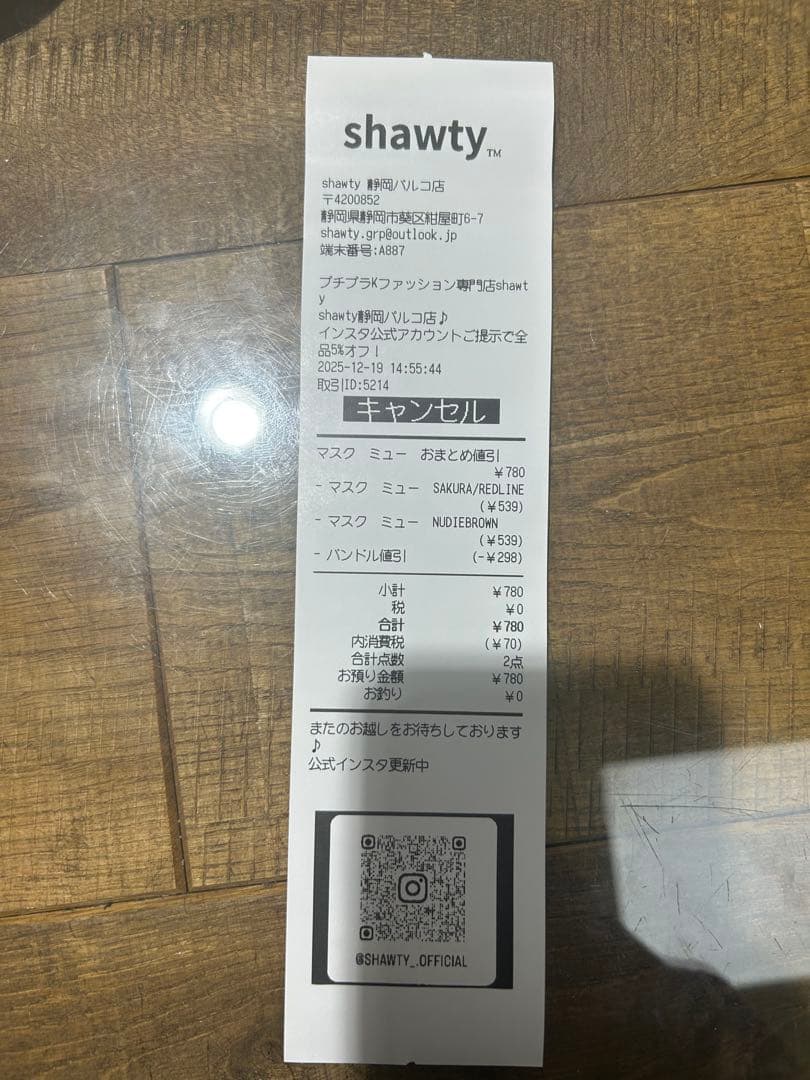 shawty™
shawty 静岡パルコ店
〒4200852
静岡県静岡市葵区紺屋町6-7
shawty.grp@outlook.jp
端末番号:A887
プチプラKファッション専門店shawt
y
shawty静岡パルコ店♪
インスタ公式アカウントご提示で全
品5%オフ！
2025-12-19 14:55:44
取引ID:5214
キャンセル
マスク ミュー おまとめ値引
¥780
- マスク ミュー SAKURA/REDLINE
(¥539)
- マスク ミュー NUDIEBROWN
(¥539)
- バンドル値引 (-¥298)
小計 ¥780
税 ¥0
合計 ¥780
内消費税 (¥70)
合計点数 2点
お預り金額 ¥780
お釣り ¥0
またのお越しをお待ちしております
♪
公式インスタ更新中
@SHAWTY_.OFFICIAL